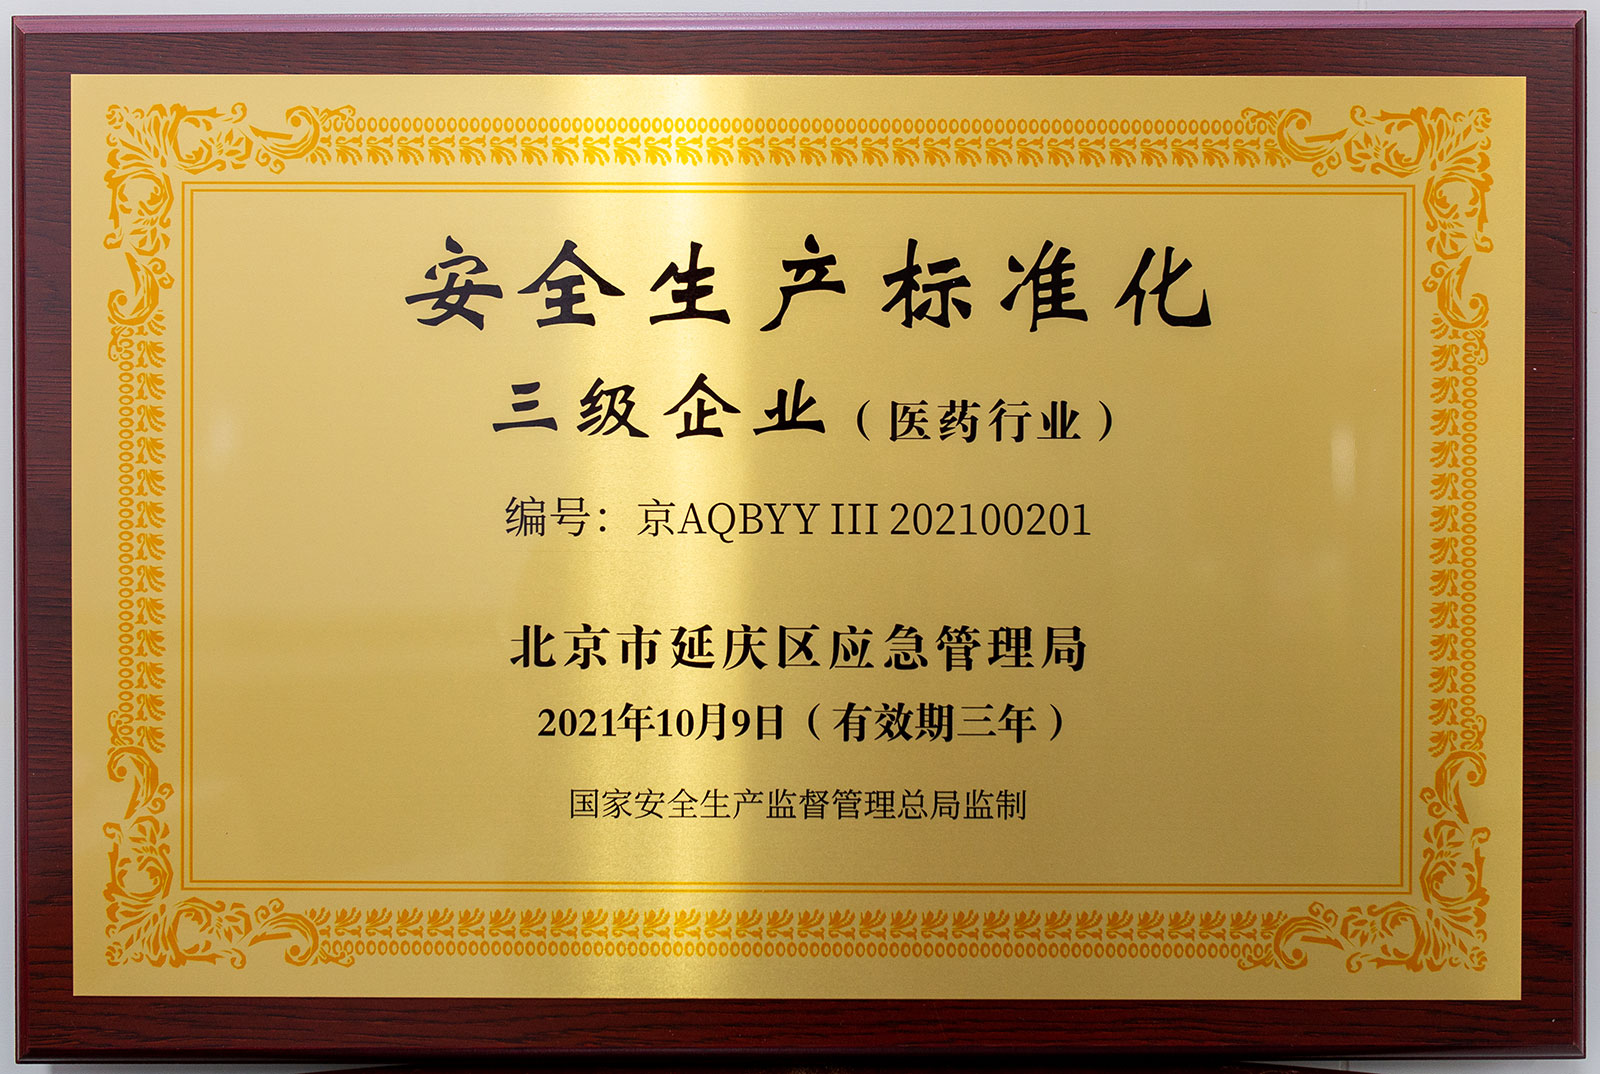 安全生产标准化
三级企业（医药行业）
编号：京AQBYY III 202100201
北京市延庆区应急管理局
2021年10月9日（有效期三年）
国家安全生产监督管理总局监制